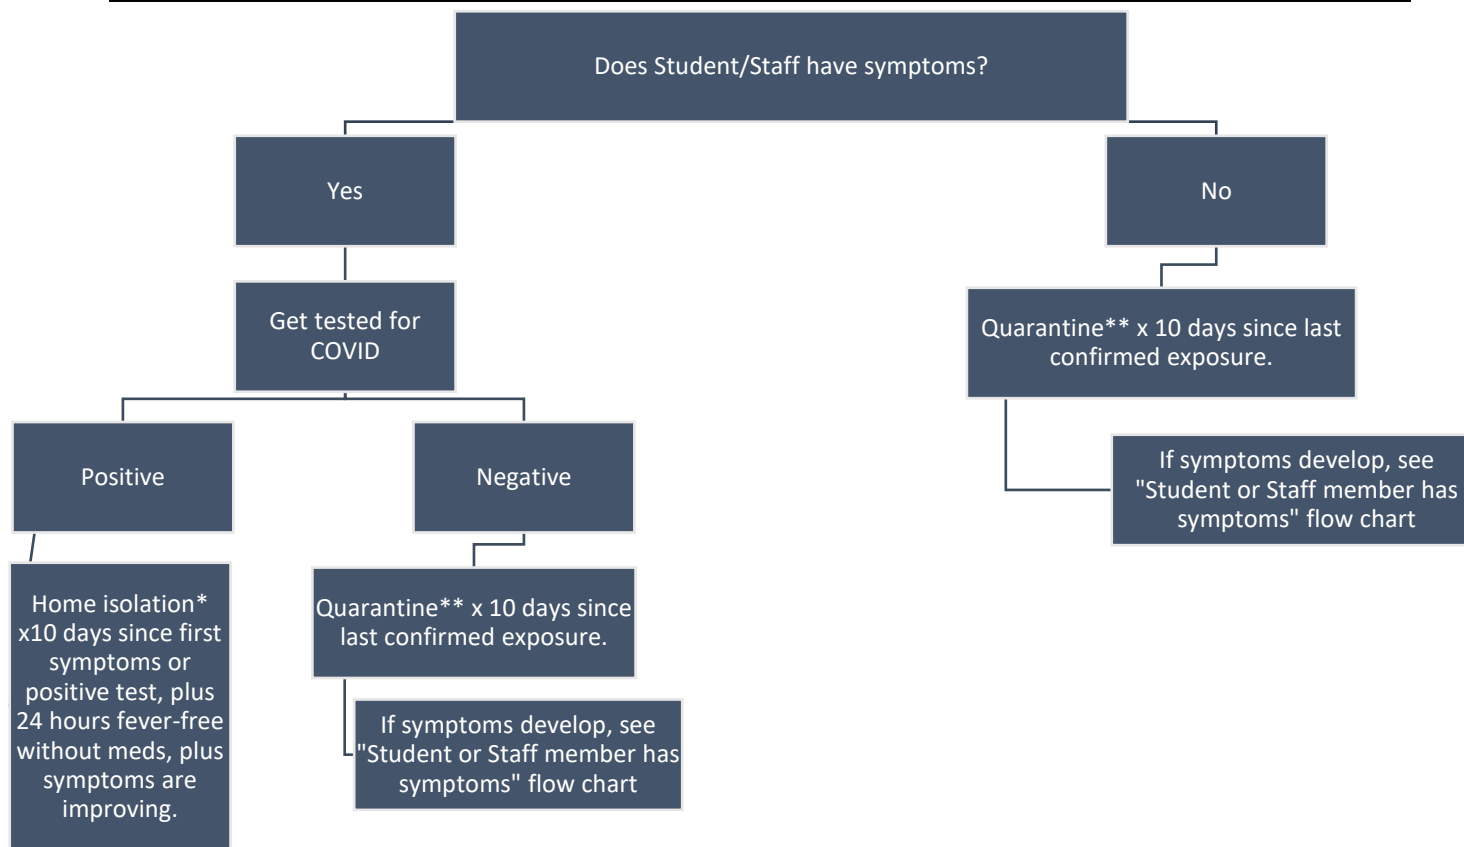 Does Student/Staff have symptoms?
Yes
No
Get tested for
COVID
Quarantine** x 10 days since last
confirmed exposure.
Positive
Negative
If symptoms develop, see
"Student or Staff member has
symptoms" flow chart
Home isolation*
x10 days since first
symptoms or
positive test, plus
24 hours fever-free
without meds, plus
symptoms are
improving.
Quarantine** x 10 days since
last confirmed exposure.
If symptoms develop, see
"Student or Staff member has
symptoms" flow chart